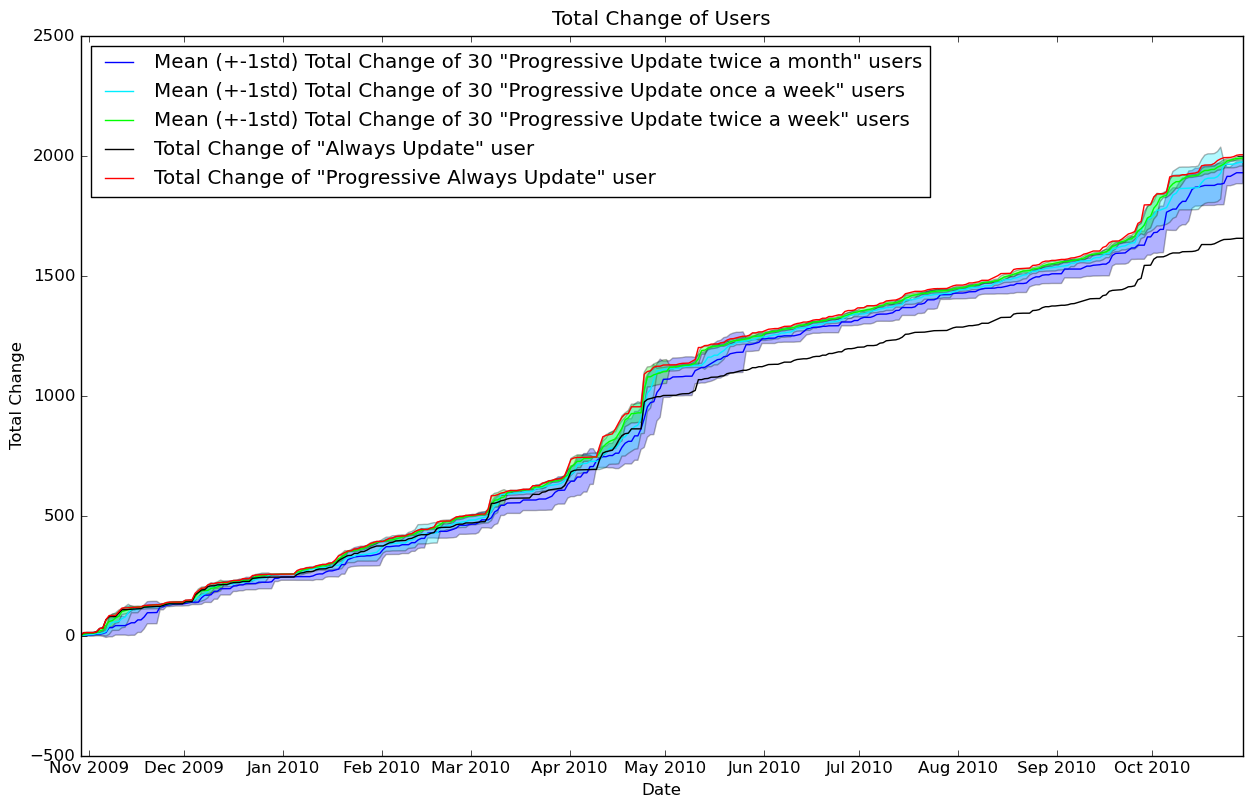 Total Change of Users
2500
2000
1500
1000
500
0
−500
Total Change
Mean (+-1std) Total Change of 30 "Progressive Update twice a month" users
Mean (+-1std) Total Change of 30 "Progressive Update once a week" users
Mean (+-1std) Total Change of 30 "Progressive Update twice a week" users
Total Change of "Always Update" user
Total Change of "Progressive Always Update" user
Nov 2009 Dec 2009 Jan 2010 Feb 2010 Mar 2010 Apr 2010 May 2010 Jun 2010 Jul 2010 Aug 2010 Sep 2010 Oct 2010
Date